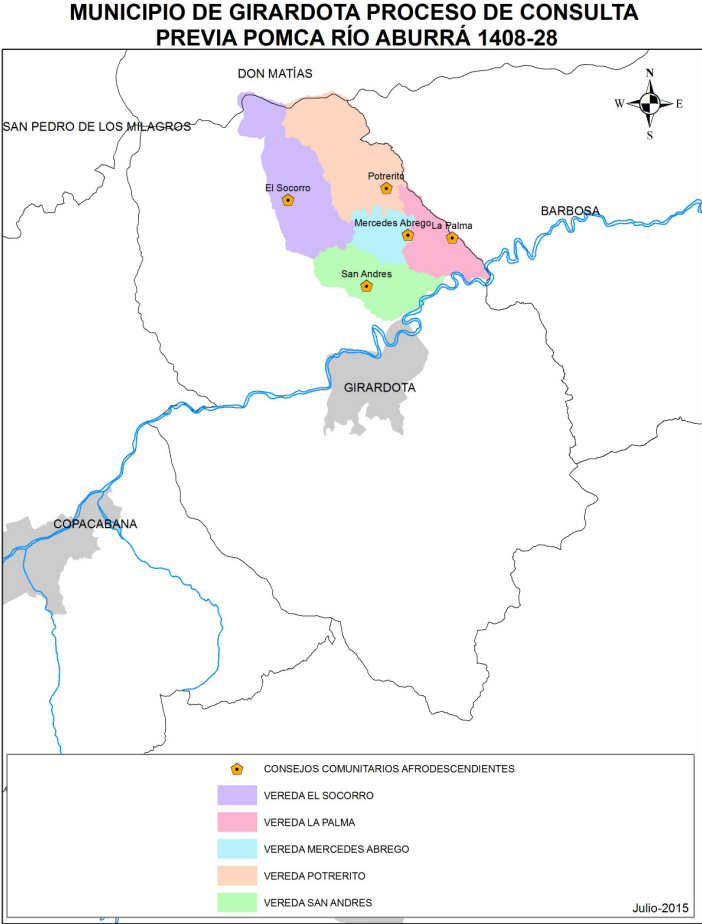 MUNICIPIO DE GIRARDOTA PROCESO DE CONSULTA
PREVIA POMCA RÍO ABURRÁ 1408-28
DON MATÍAS
N
W
E
S
SAN PEDRO DE LOS MILAGROS
Potrerito
El Socorro
BARBOSA
Mercedes Abrego
La Palma
San Andres
GIRARDOTA
COPACABANA
CONSEJOS COMUNITARIOS AFRODESCENDIENTES
VEREDA EL SOCORRO
VEREDA LA PALMA
VEREDA MERCEDES ABREGO
VEREDA POTRERITO
VEREDA SAN ANDRES
Julio-2015